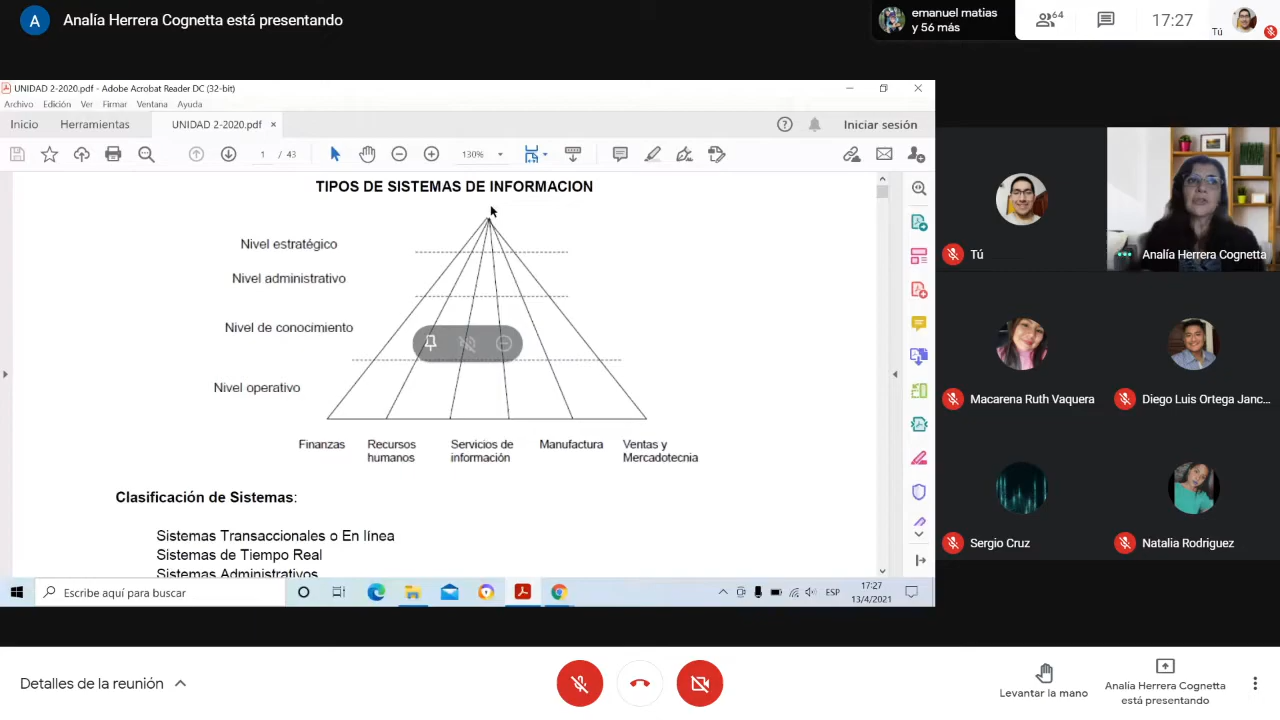 A Analía Herrera Cognetta está presentando
emanuel matias
y 56 más
64
17:27
Tú
UNIDAD 2-2020.pdf - Adobe Acrobat Reader DC (32-bit)
Archivo Edición Ver Firmar Ventana Ayuda
Inicio Herramientas UNIDAD 2-2020.pdf × Iniciar sesión
1 / 43 130%
TIPOS DE SISTEMAS DE INFORMACION
Nivel estratégico
Nivel administrativo
Nivel de conocimiento
Nivel operativo
Finanzas Recursos humanos Servicios de información Manufactura Ventas y Mercadotecnia
Clasificación de Sistemas:
Sistemas Transaccionales o En línea
Sistemas de Tiempo Real
Sistemas Administrativos
Tú
Analía Herrera Cognetta
Macarena Ruth Vaquera
Diego Luis Ortega Janc...
Sergio Cruz
Natalia Rodriguez
Escribe aquí para buscar
ESP
17:27
13/4/2021
Detalles de la reunión
Levantar la mano
Analía Herrera Cognetta
está presentando